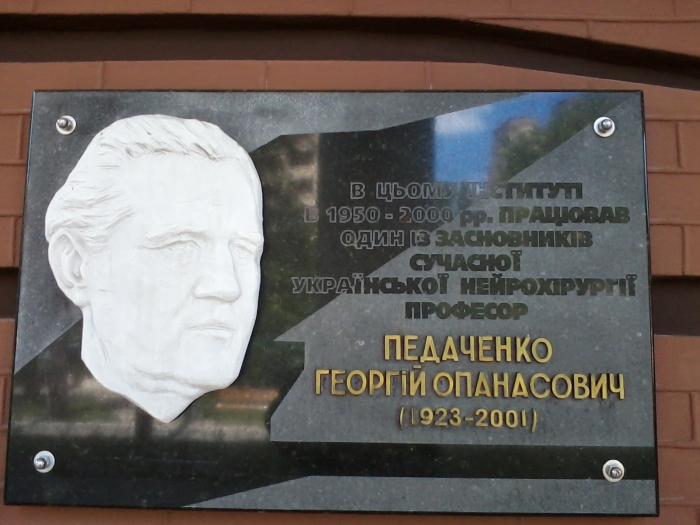 В ЦЬОМУ ІНСТИТУТІ
В 1950 - 2000 рр. ПРАЦЮВАВ
ОДИН ІЗ ЗАСНОВНИКІВ
СУЧАСНОЇ
УКРАЇНСЬКОЇ НЕЙРОХІРУРГІЇ
ПРОФЕСОР
ПЕДАЧЕНКО
ГЕОРГІЙ ОПАНАСОВИЧ
(1923-2001)